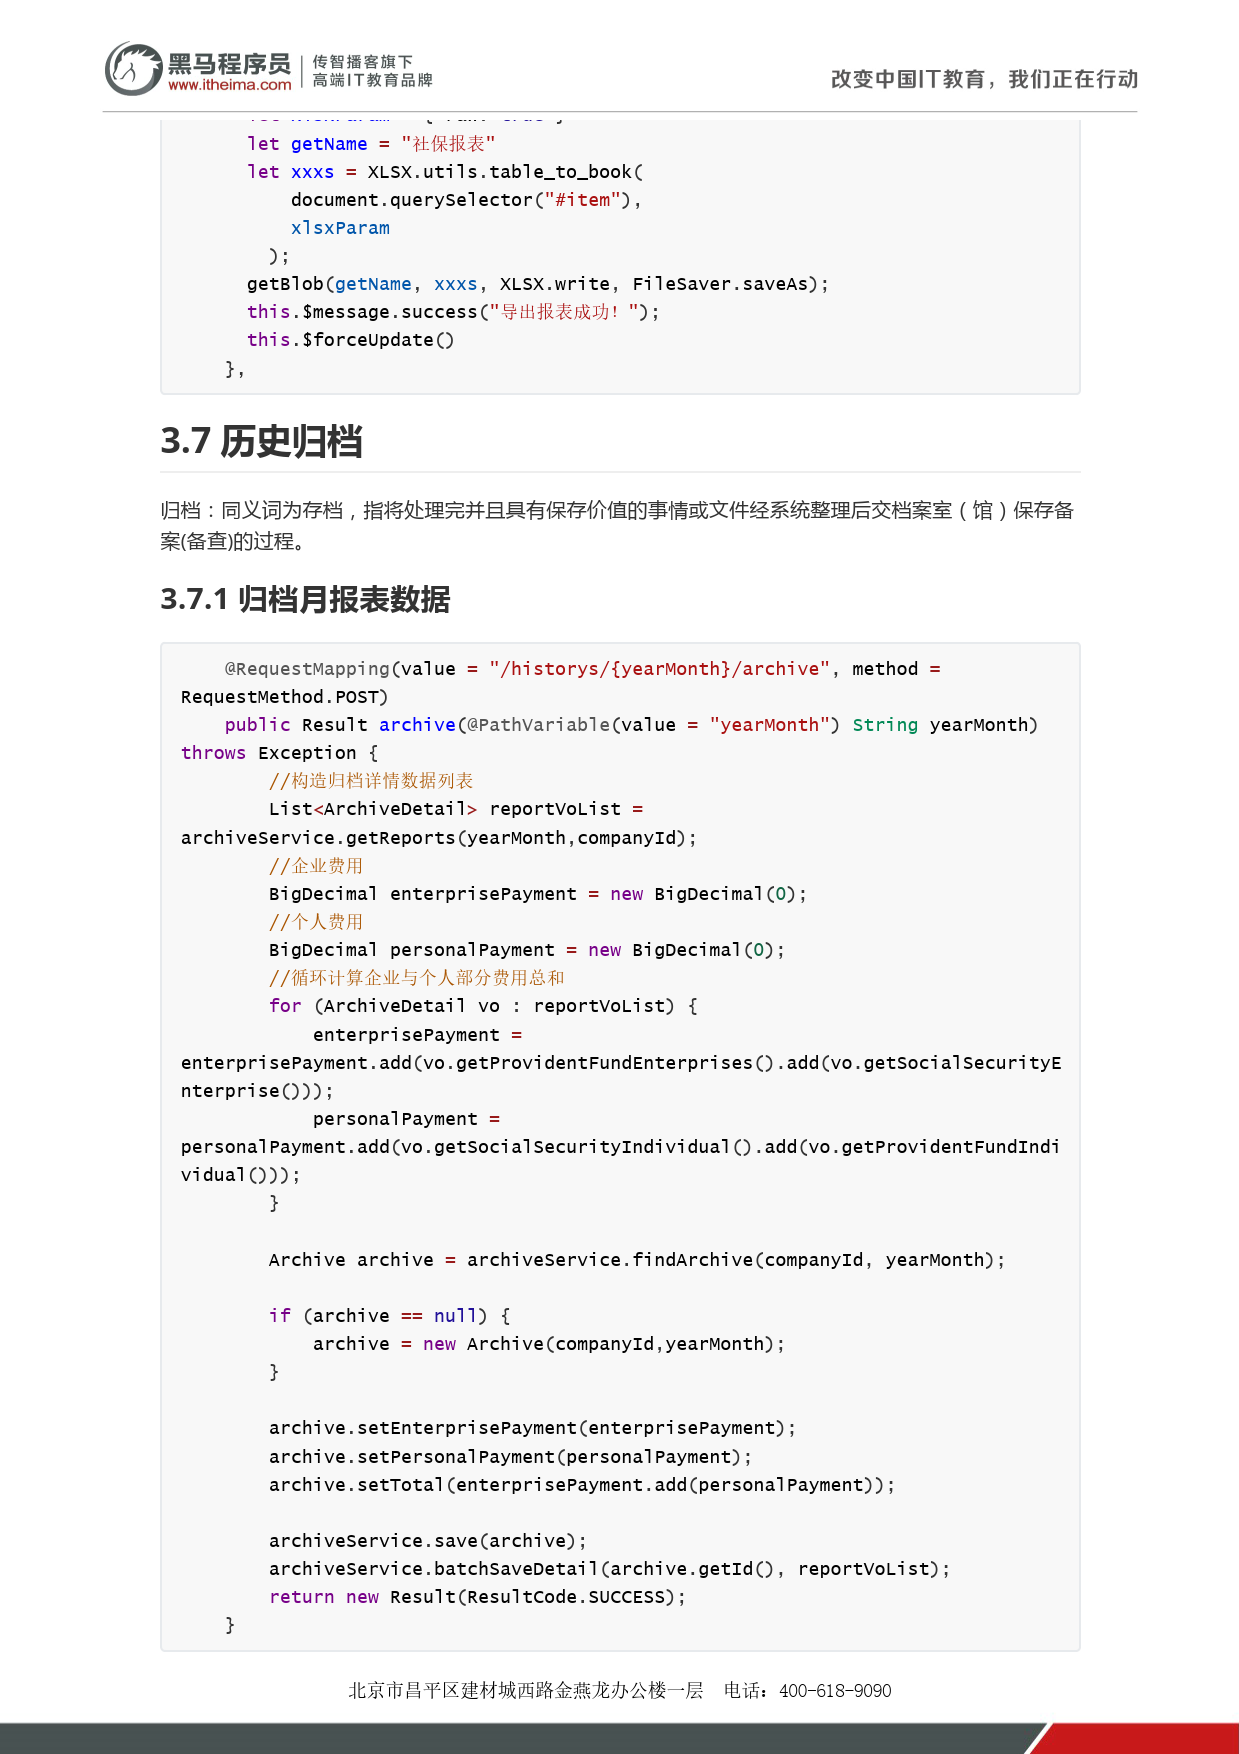 黑马程序员
www.itheima.com
传智播客旗下
高端IT教育品牌
改变中国IT教育，我们正在行动
let getName = "社保报表"
let xxxs = XLSX.utils.table_to_book(
document.querySelector("#item"),
xlsxParam
);
getBlob(getName, xxxs, XLSX.write, FileSaver.saveAs);
this.$message.success("导出报表成功！");
this.$forceUpdate()
},
3.7 历史归档
归档：同义词为存档，指将处理完并且具有保存价值的事情或文件经系统整理后交档案室（馆）保存备
案(备查)的过程。
3.7.1 归档月报表数据
@RequestMapping(value = "/historys/{yearMonth}/archive", method =
RequestMethod.POST)
public Result archive(@PathVariable(value = "yearMonth") String yearMonth)
throws Exception {
//构造归档详情数据列表
List<ArchiveDetail> reportVoList =
archiveService.getReports(yearMonth,companyId);
//企业费用
BigDecimal enterprisePayment = new BigDecimal(0);
//个人费用
BigDecimal personalPayment = new BigDecimal(0);
//循环计算企业与个人部分费用总和
for (ArchiveDetail vo : reportVoList) {
enterprisePayment =
enterprisePayment.add(vo.getProvidentFundEnterprises().add(vo.getSocialSecurityE
nterprise()));
personalPayment =
personalPayment.add(vo.getSocialSecurityIndividual().add(vo.getProvidentFundIndi
vidual()));
}
Archive archive = archiveService.findArchive(companyId, yearMonth);
if (archive == null) {
archive = new Archive(companyId,yearMonth);
}
archive.setEnterprisePayment(enterprisePayment);
archive.setPersonalPayment(personalPayment);
archive.setTotal(enterprisePayment.add(personalPayment));
archiveService.save(archive);
archiveService.batchSaveDetail(archive.getId(), reportVoList);
return new Result(ResultCode.SUCCESS);
}
北京市昌平区建材城西路金燕龙办公楼一层 电话：400-618-9090